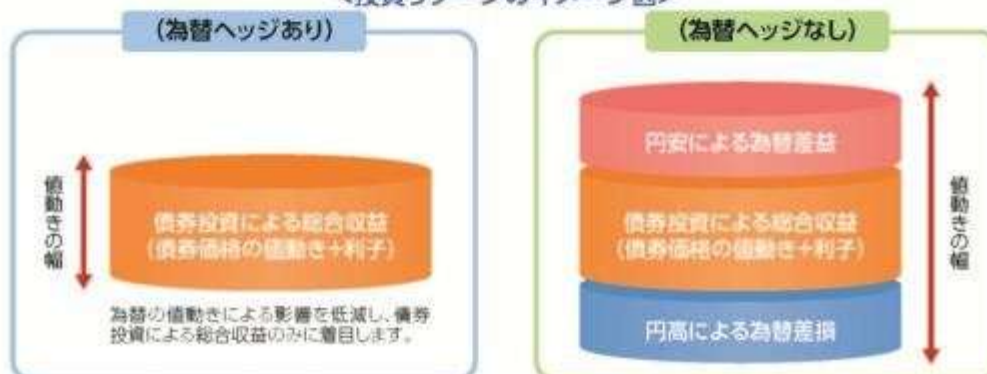 (為替ヘッジあり)
値動きの幅
債券投資による総合収益
(債券価格の値動き+利子)
為替の値動きによる影響を低減し、債券
投資による総合収益のみに着目します。
(為替ヘッジなし)
円安による為替差益
債券投資による総合収益
(債券価格の値動き+利子)
円高による為替差損
値動きの幅